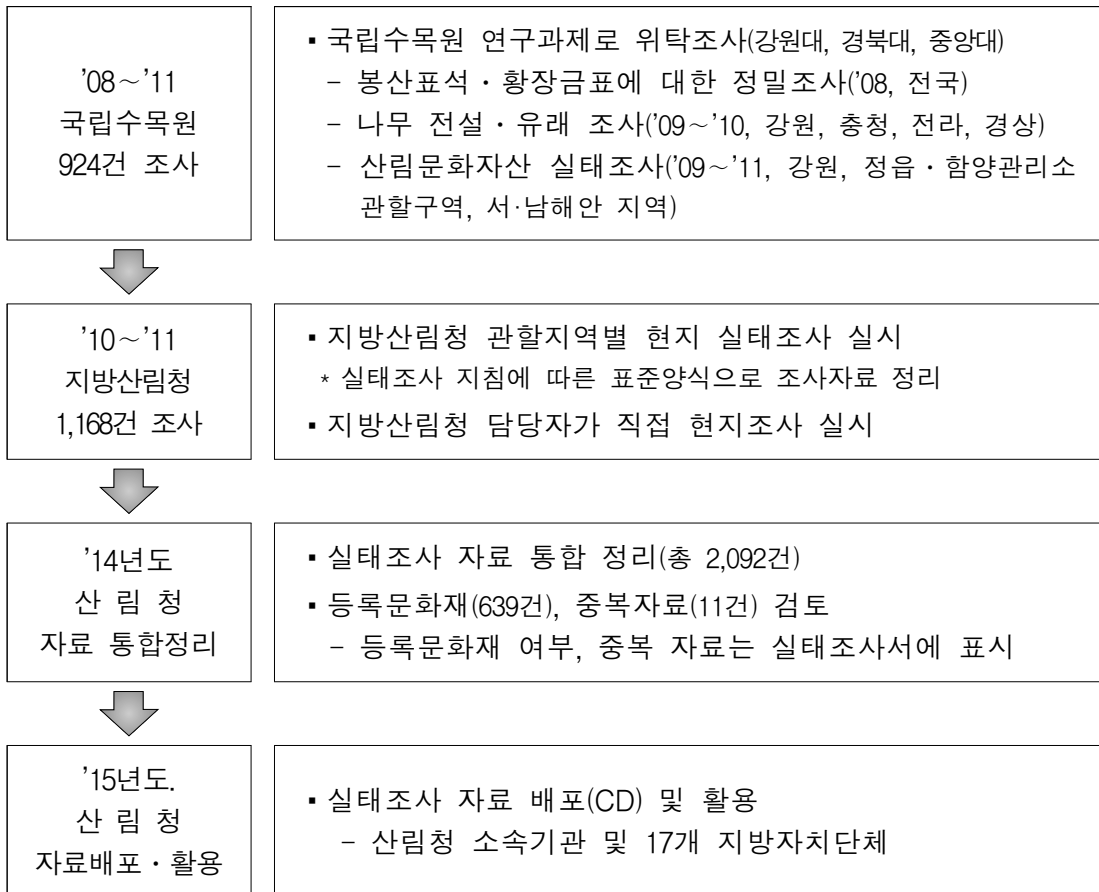 '08～'11
국립수목원
924건 조사
▪ 국립수목원 연구과제로 위탁조사(강원대, 경북대, 중앙대)
- 봉산표석・황장금표에 대한 정밀조사('08, 전국)
- 나무 전설・유래 조사('09～'10, 강원, 충청, 전라, 경상)
- 산림문화자산 실태조사('09～'11, 강원, 정읍・함양관리소
관할구역, 서·남해안 지역)
'10～'11
지방산림청
1,168건 조사
▪ 지방산림청 관할지역별 현지 실태조사 실시
* 실태조사 지침에 따른 표준양식으로 조사자료 정리
▪ 지방산림청 담당자가 직접 현지조사 실시
'14년도
산 림 청
자료 통합정리
▪ 실태조사 자료 통합 정리(총 2,092건)
▪ 등록문화재(639건), 중복자료(11건) 검토
- 등록문화재 여부, 중복 자료는 실태조사서에 표시
'15년도.
산 림 청
자료배포・활용
▪ 실태조사 자료 배포(CD) 및 활용
- 산림청 소속기관 및 17개 지방자치단체